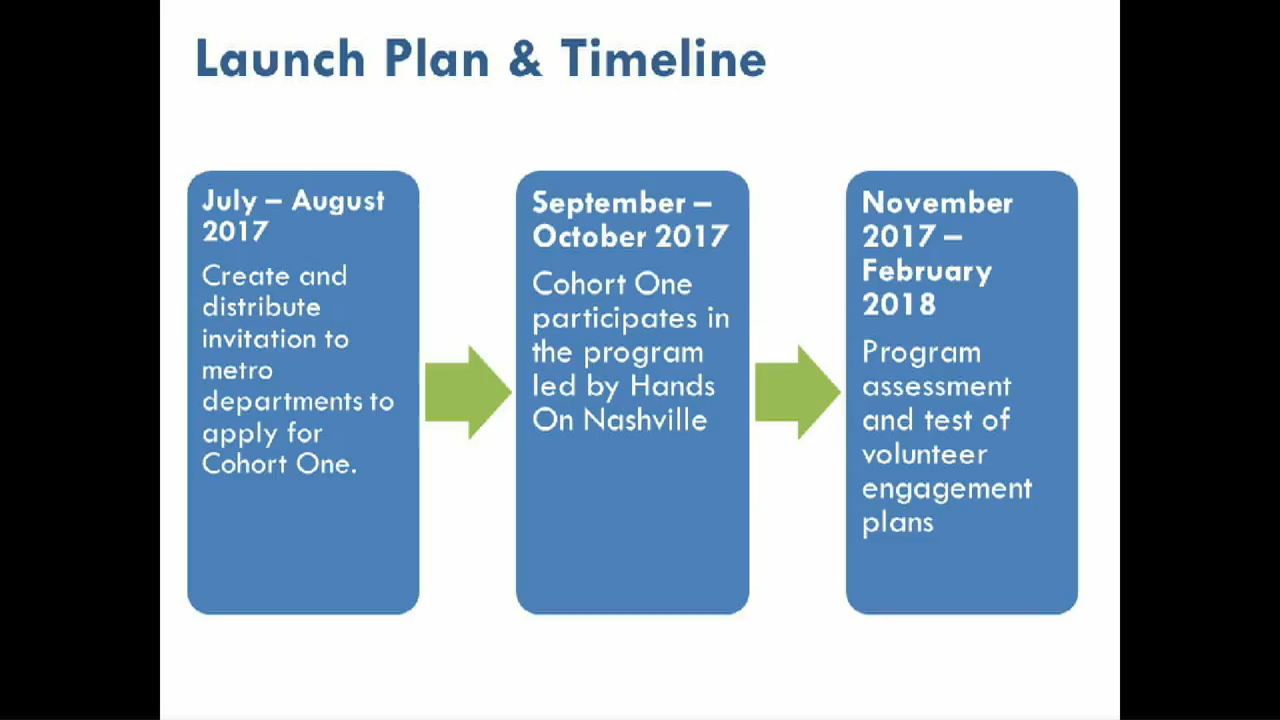 Launch Plan & Timeline
July – August
2017
Create and
distribute
invitation to
metro
departments to
apply for
Cohort One.
September –
October 2017
Cohort One
participates in
the program
led by Hands
On Nashville
November
2017 –
February
2018
Program
assessment
and test of
volunteer
engagement
plans